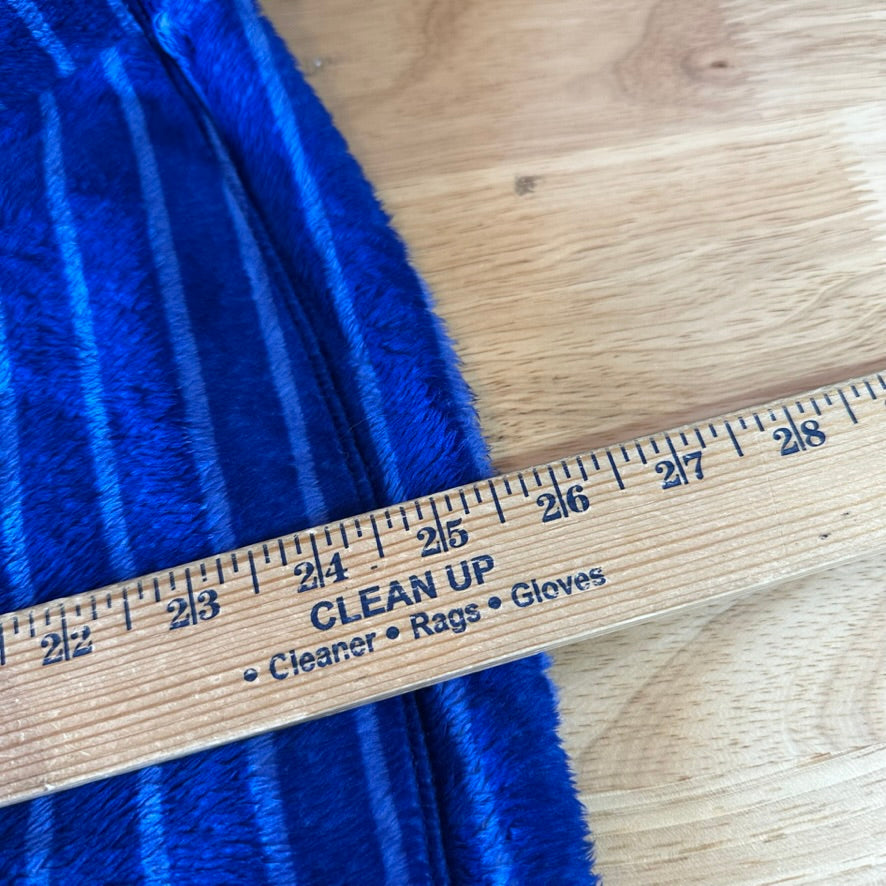 22 23 24 25 26 27 28
CLEAN UP
• Cleaner • Rags • Gloves